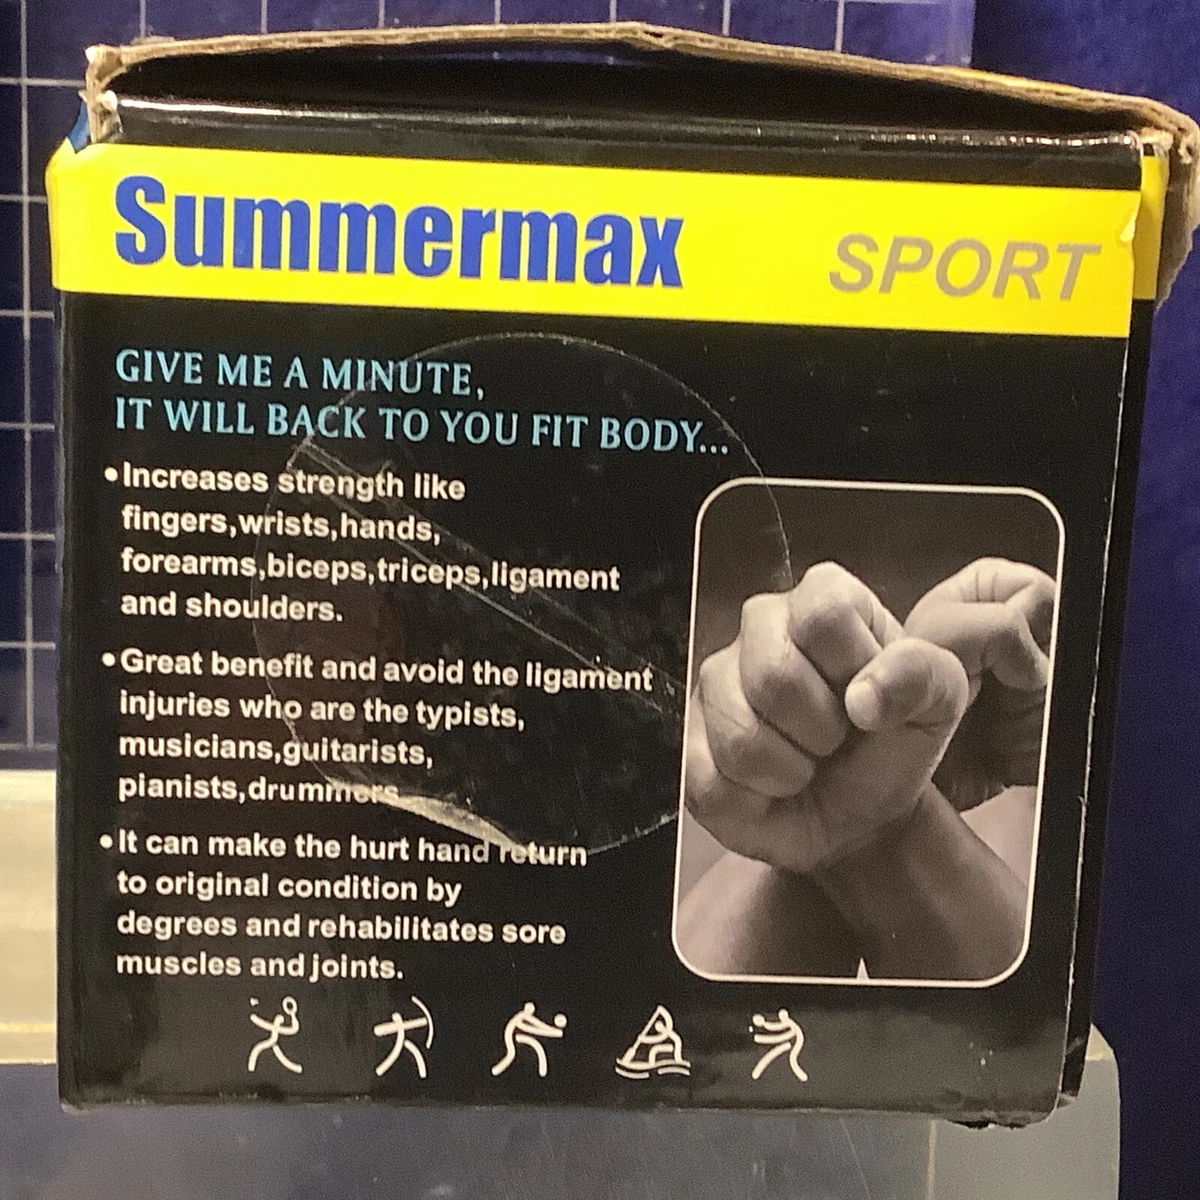 Summermax SPORT
GIVE ME A MINUTE,
IT WILL BACK TO YOU FIT BODY...
•Increases strength like
fingers,wrists,hands,
forearms,biceps,triceps,ligament
and shoulders.
•Great benefit and avoid the ligament
injuries who are the typists,
musicians,guitarists,
pianists,drummers
•It can make the hurt hand return
to original condition by
degrees and rehabilitates sore
muscles and joints.